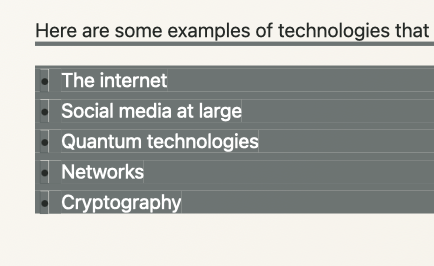 Here are some examples of technologies that
• The internet
• Social media at large
• Quantum technologies
• Networks
• Cryptography